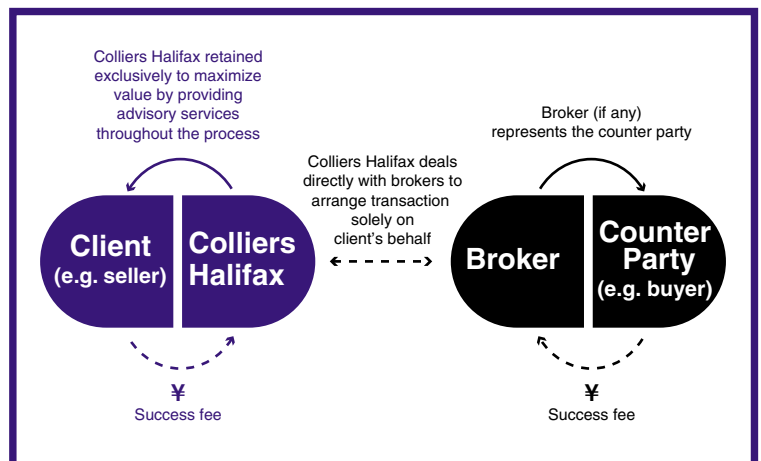 Colliers Halifax retained
exclusively to maximize
value by providing
advisory services
throughout the process
Broker (if any)
represents the counter party
Colliers Halifax deals
directly with brokers to
arrange transaction
solely on
client's behalf
Client
(e.g. seller)
Colliers
Halifax
Broker
Counter
Party
(e.g. buyer)
¥
Success fee
¥
Success fee